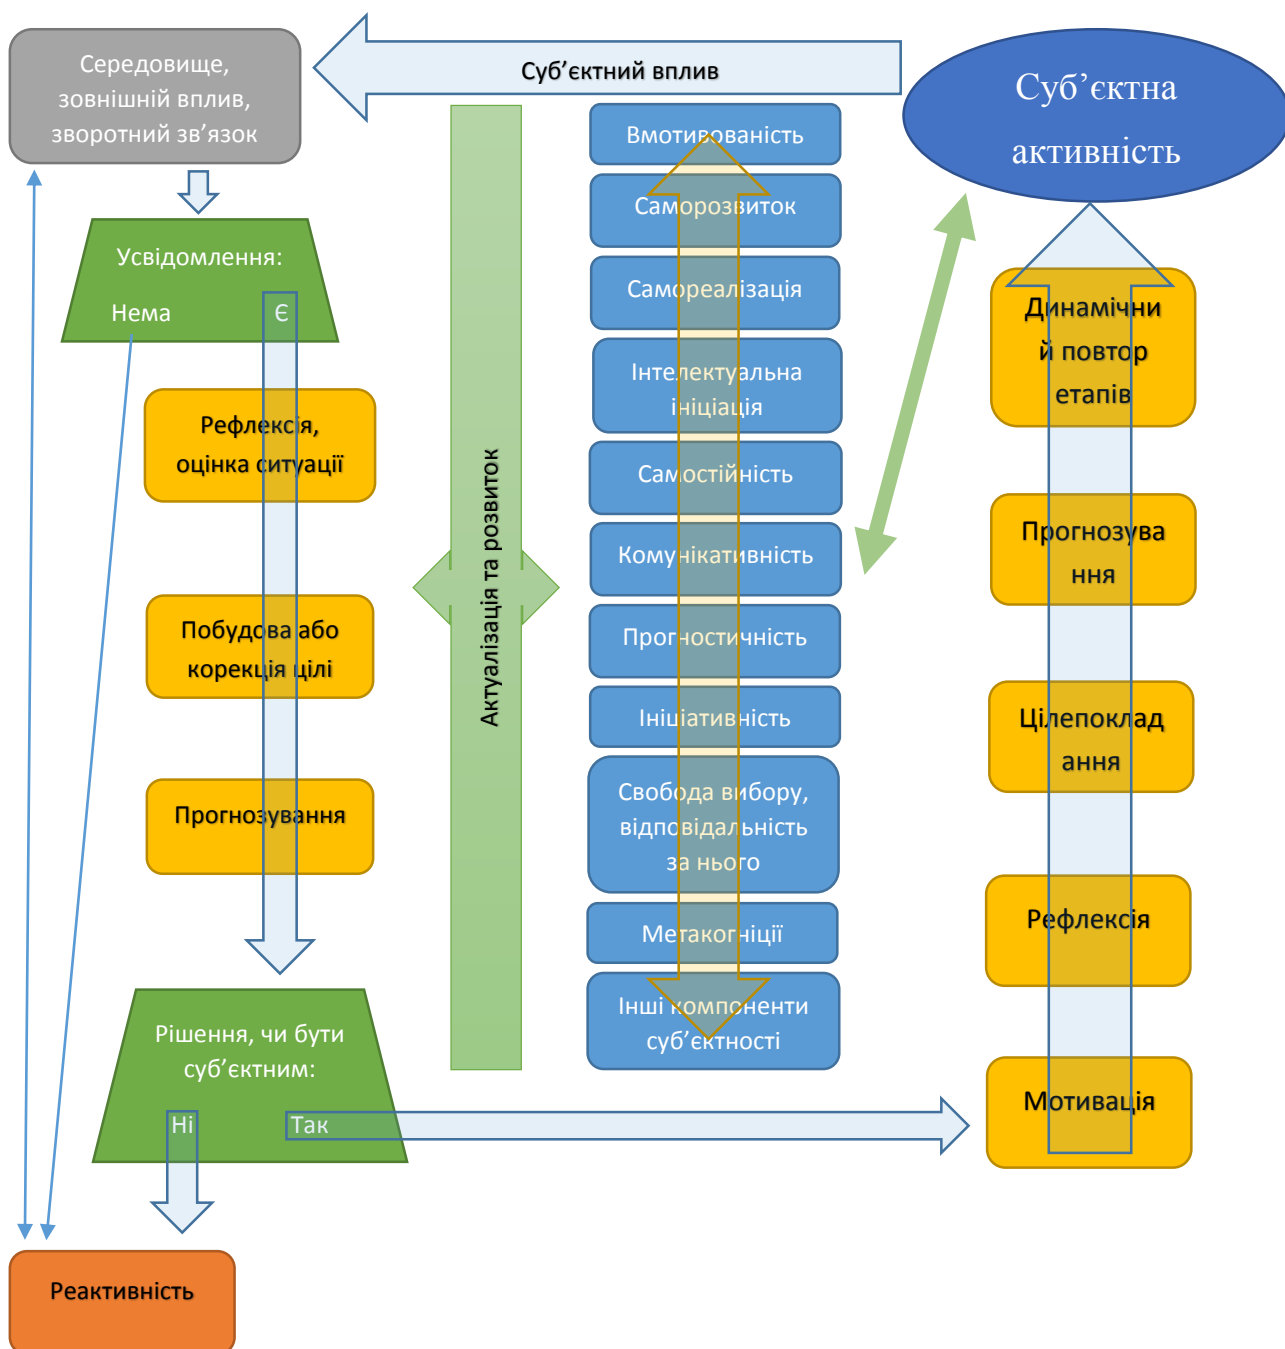 Середовище,
зовнішній вплив,
зворотний зв’язок
Суб’єктний вплив
Суб’єктна
активність
Усвідомлення:
Нема Є
Рефлексія,
оцінка ситуації
Побудова або
корекція цілі
Прогнозування
Рішення, чи бути
суб’єктним:
Ні Так
Реактивність
Актуалізація та розвиток
Вмотивованість
Саморозвиток
Самореалізація
Інтелектуальна
ініціація
Самостійність
Комунікативність
Прогностичність
Ініціативність
Свобода вибору,
відповідальність
за нього
Метакогніції
Інші компоненти
суб’єктності
Динамічни
й повтор
етапів
Прогнозува
ння
Цілепоклад
ання
Рефлексія
Мотивація